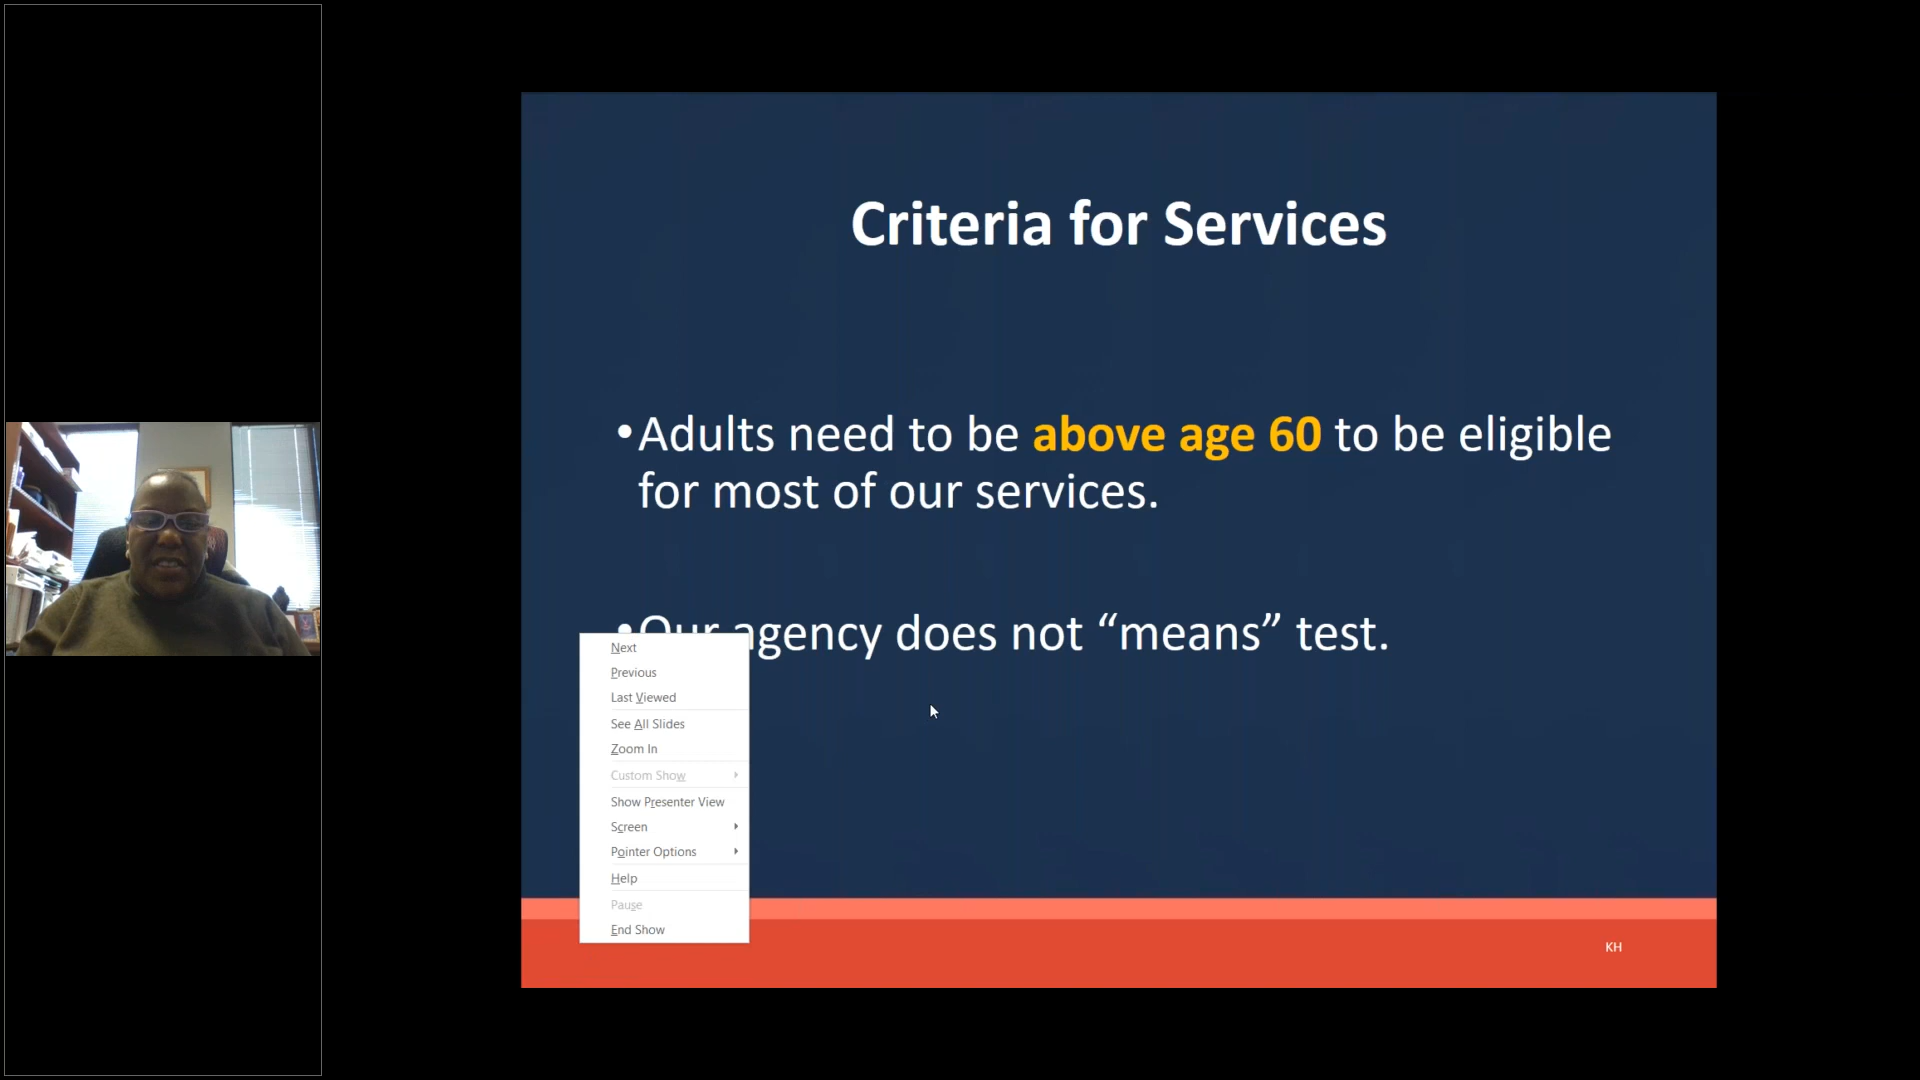 Criteria for Services
•Adults need to be above age 60 to be eligible
for most of our services.
•Our agency does not “means” test.
Next
Previous
Last Viewed
See All Slides
Zoom In
Custom Show
Show Presenter View
Screen
Pointer Options
Help
Pause
End Show
KH